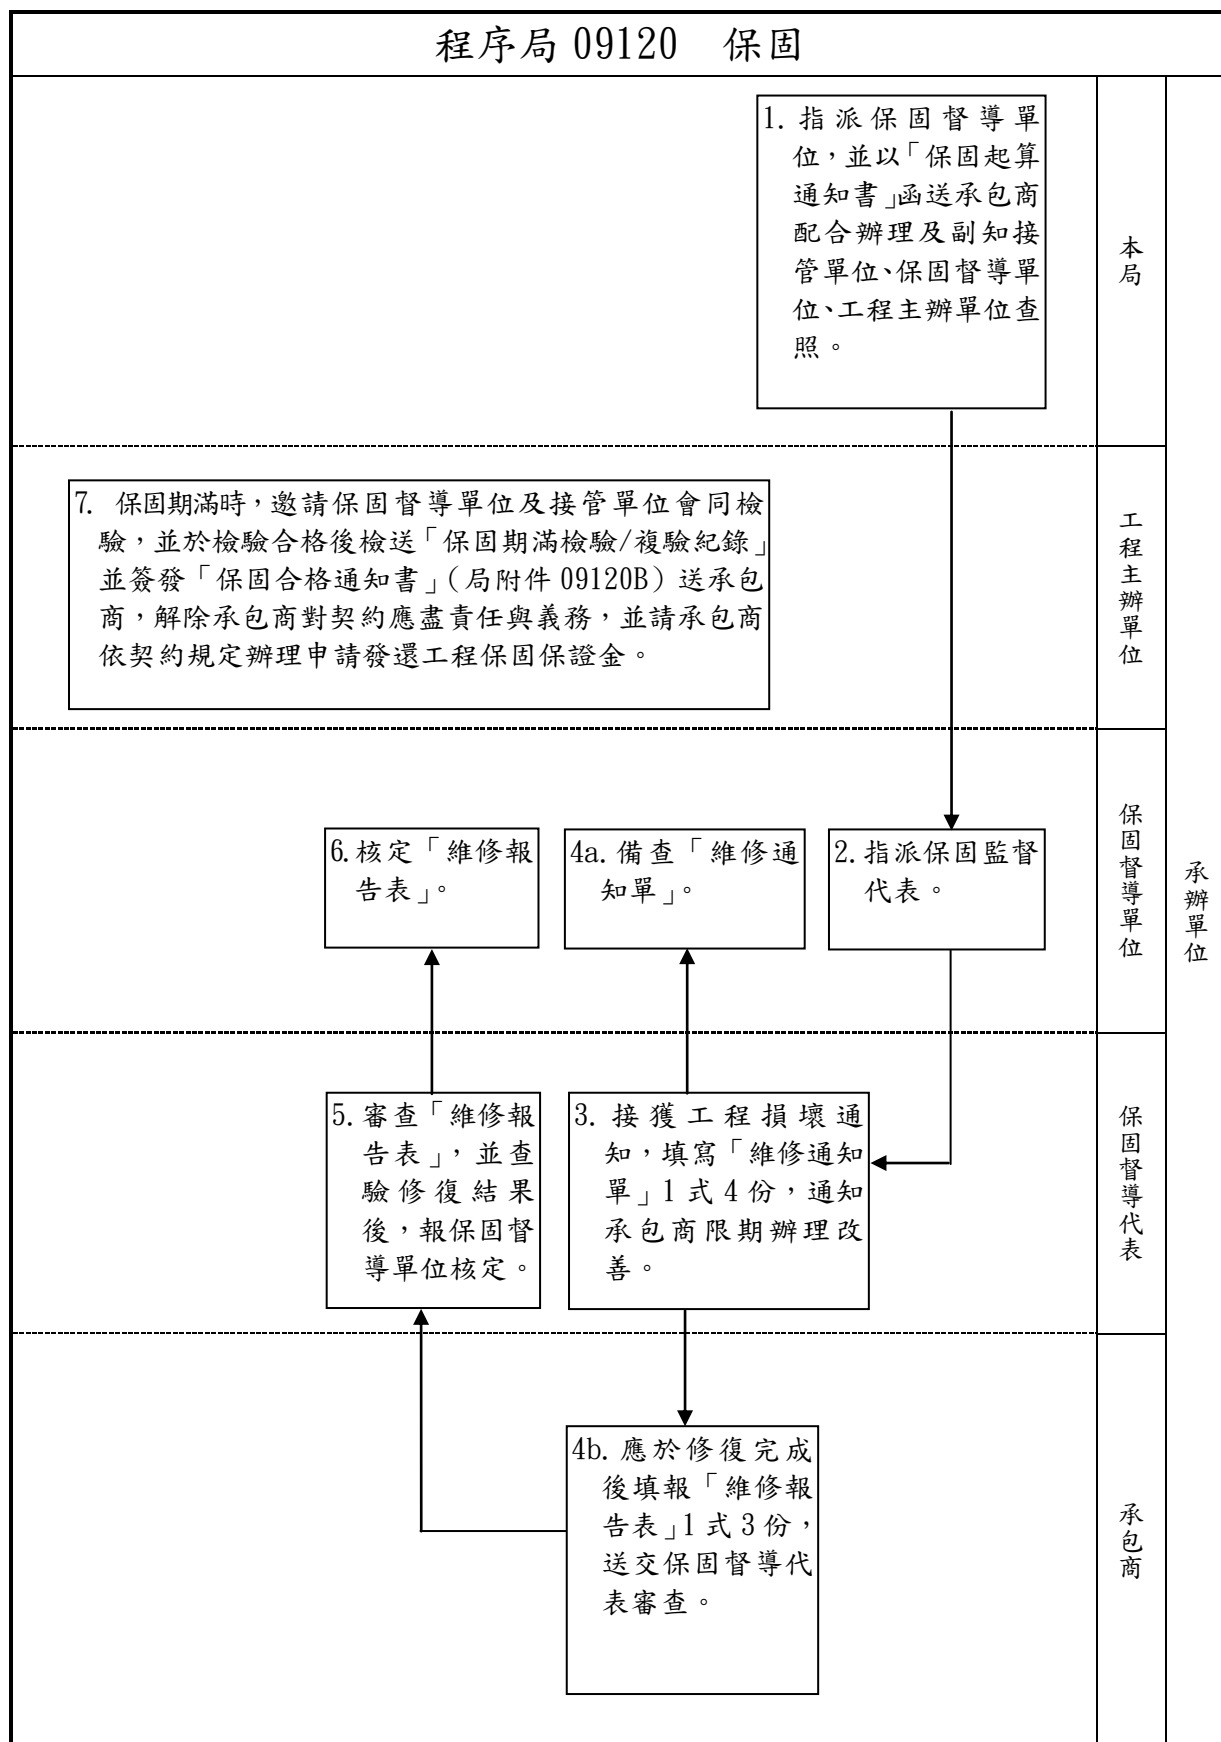 程序局 09120　保固
1. 指派保固督導單
位，並以「保固起算
通知書」函送承包商
配合辦理及副知接
管單位、保固督導單
位、工程主辦單位查
照。
本局
7. 保固期滿時，邀請保固督導單位及接管單位會同檢
驗，並於檢驗合格後檢送「保固期滿檢驗/複驗紀錄」
並簽發「保固合格通知書」（局附件 09120B）送承包
商，解除承包商對契約應盡責任與義務，並請承包商
依契約規定辦理申請發還工程保固保證金。
工程主辦單位
6. 核定「維修報
告表」。
4a. 備查「維修通
知單」。
2. 指派保固監督
代表。
保固督導單位
承辦單位
5. 審查「維修報
告表」，並查
驗修復結果
後，報保固督
導單位核定。
3. 接獲工程損壞通
知，填寫「維修通知
單」1 式 4 份，通知
承包商限期辦理改
善。
保固督導代表
4b. 應於修復完成
後填報「維修報
告表」1 式 3 份，
送交保固督導代
表審查。
承包商